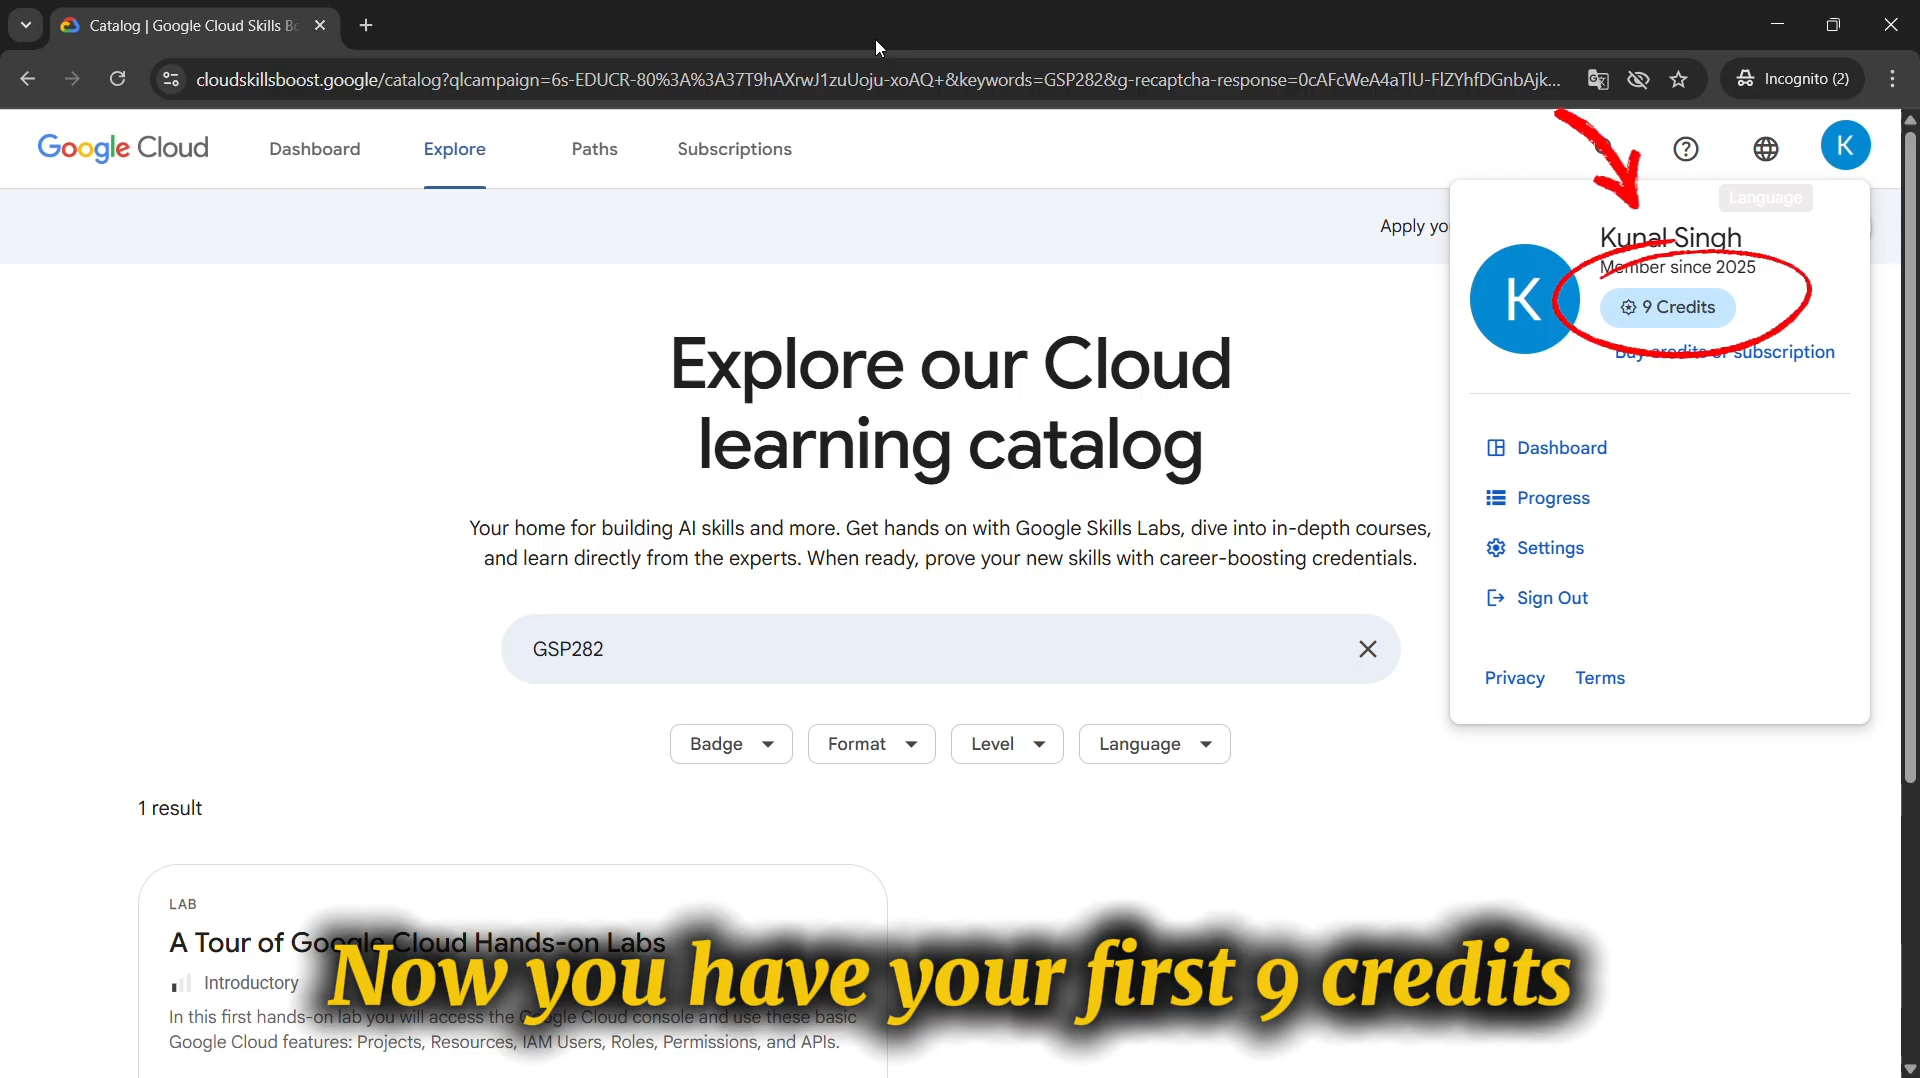 Catalog | Google Cloud Skills Bo
cloudskillsboost.google/catalog?qlcampaign=6s-EDUCR-80%3A%3A37T9hAXrwJ1zuUoju-xoAQ+&keywords=GSP282&g-recaptcha-response=0cAFcWeA4aTlU-FlZYhfDGnbAjk...
Incognito (2)
Google Cloud
Dashboard
Explore
Paths
Subscriptions
K
Language
Apply yo
Kunal Singh
Member since 2025
K
9 Credits
Buy credits or subscription
Dashboard
Progress
Settings
Sign Out
Privacy
Terms
Explore our Cloud
learning catalog
Your home for building AI skills and more. Get hands on with Google Skills Labs, dive into in-depth courses,
and learn directly from the experts. When ready, prove your new skills with career-boosting credentials.
GSP282
Badge
Format
Level
Language
1 result
LAB
A Tour of Google Cloud Hands-on Labs
Introductory
Now you have your first 9 credits
In this first hands-on lab you will access the Google Cloud console and use these basic
Google Cloud features: Projects, Resources, IAM Users, Roles, Permissions, and APIs.